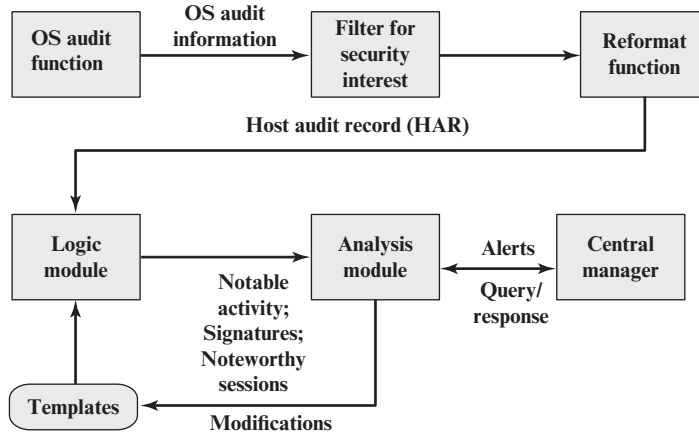 OS audit
function
OS audit
information
Filter for
security
interest
Reformat
function
Host audit record (HAR)
Logic
module
Notable
activity;
Signatures;
Noteworthy
sessions
Analysis
module
Alerts
Query/
response
Central
manager
Templates
Modifications